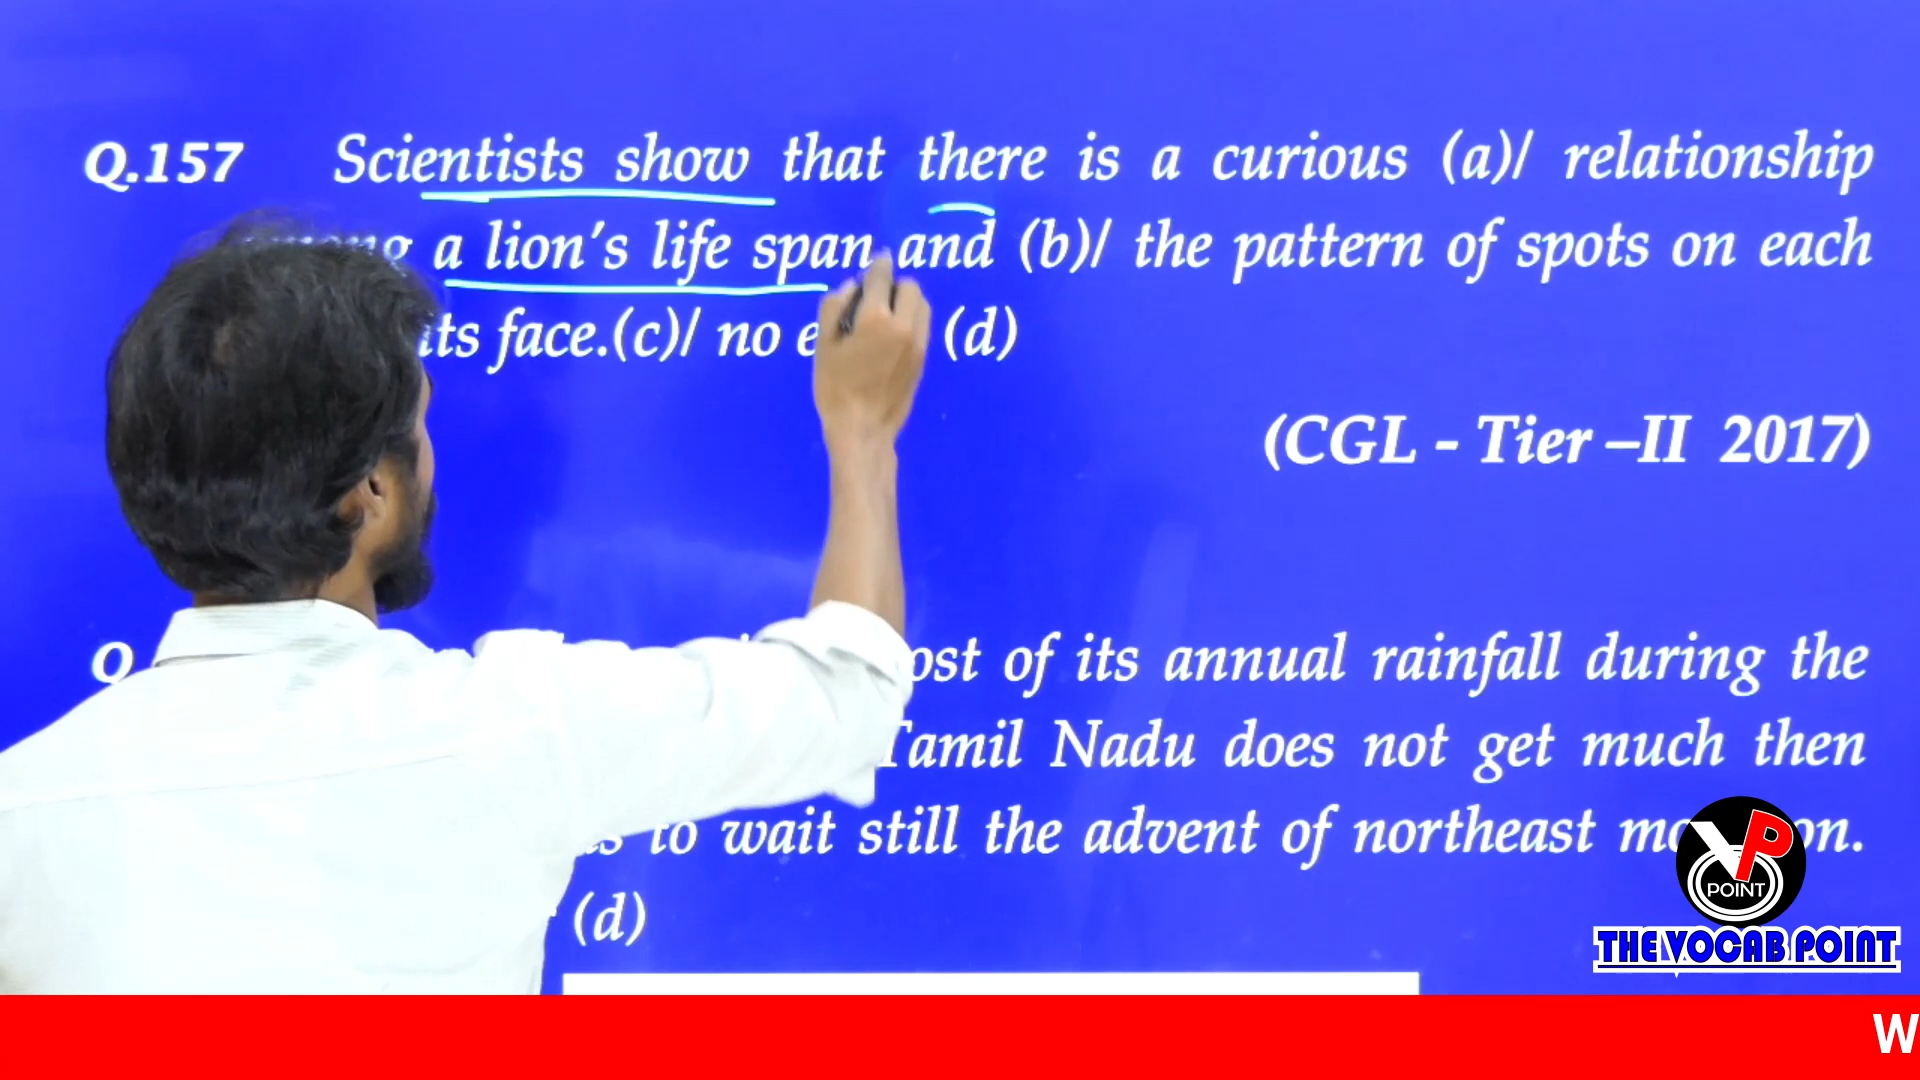 Q.157 Scientists show that there is a curious (a)/ relationship
a lion's life span and (b)/ the pattern of spots on each
its face.(c)/ no (d)
(CGL - Tier –II 2017)
of its annual rainfall during the
Tamil Nadu does not get much then
to wait still the advent of northeast
(d)
VP
POINT
THE VOCAB POINT
W